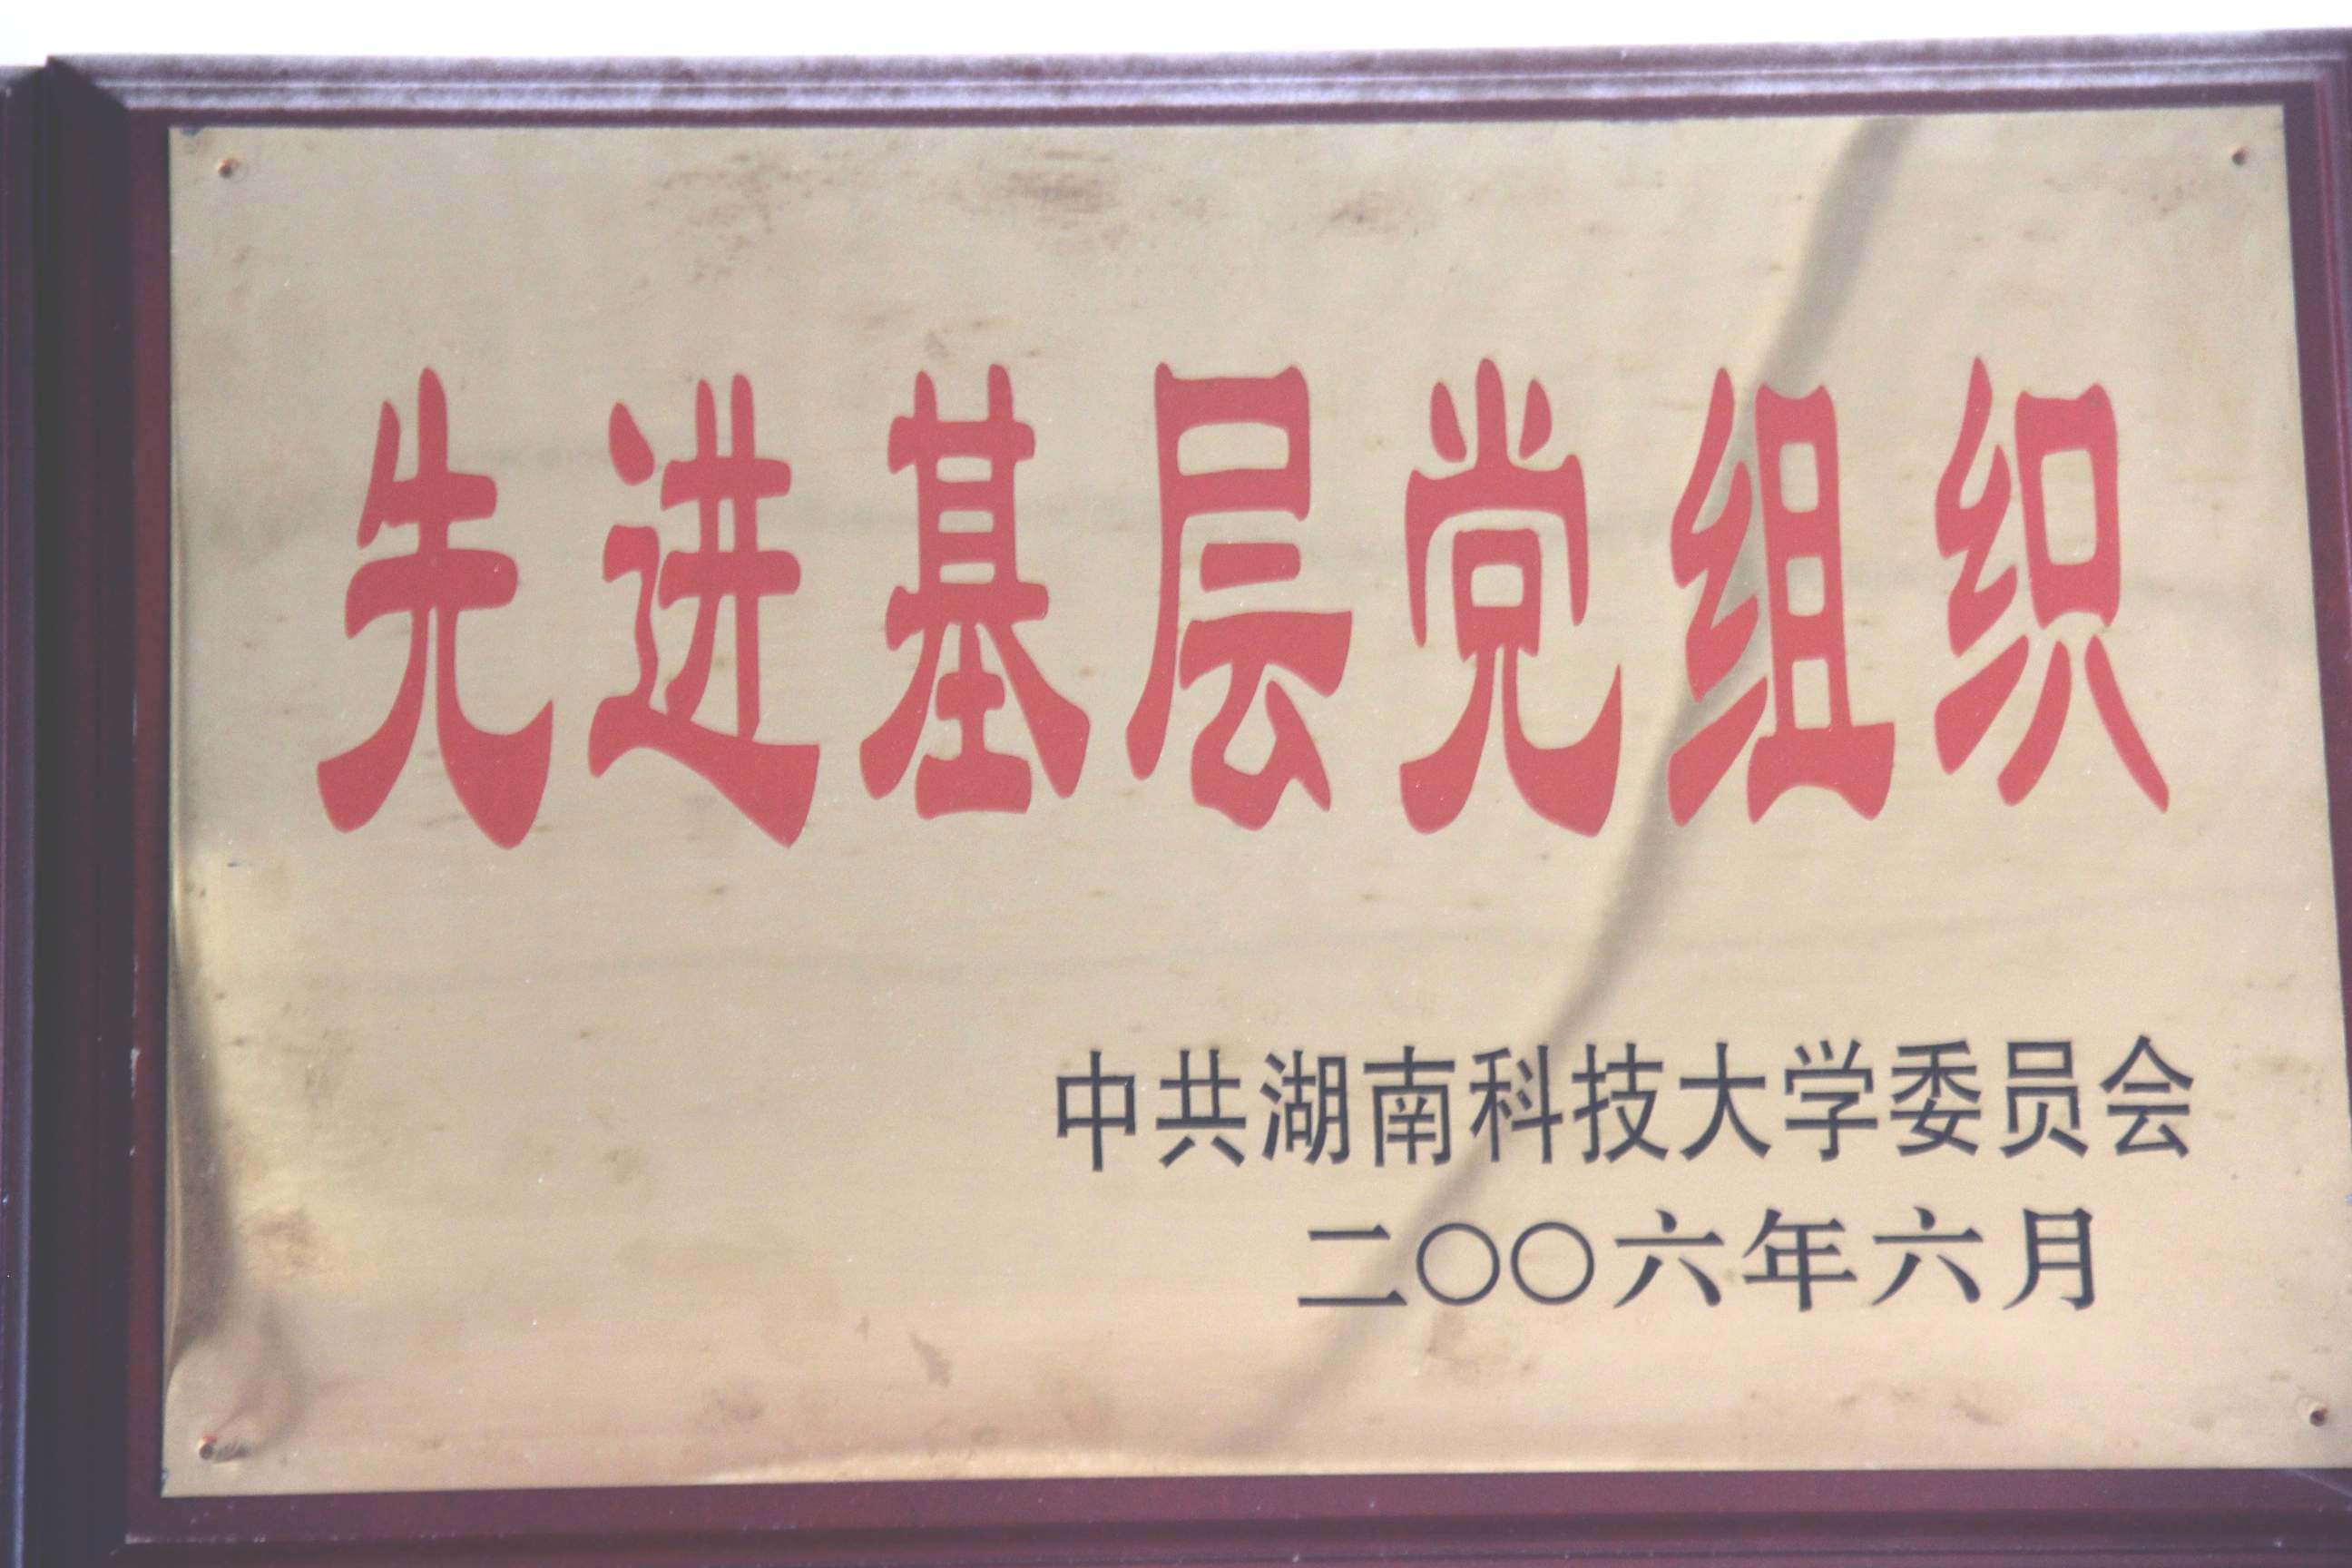 先进基层党组织
中共湖南科技大学委员会
二〇〇六年六月